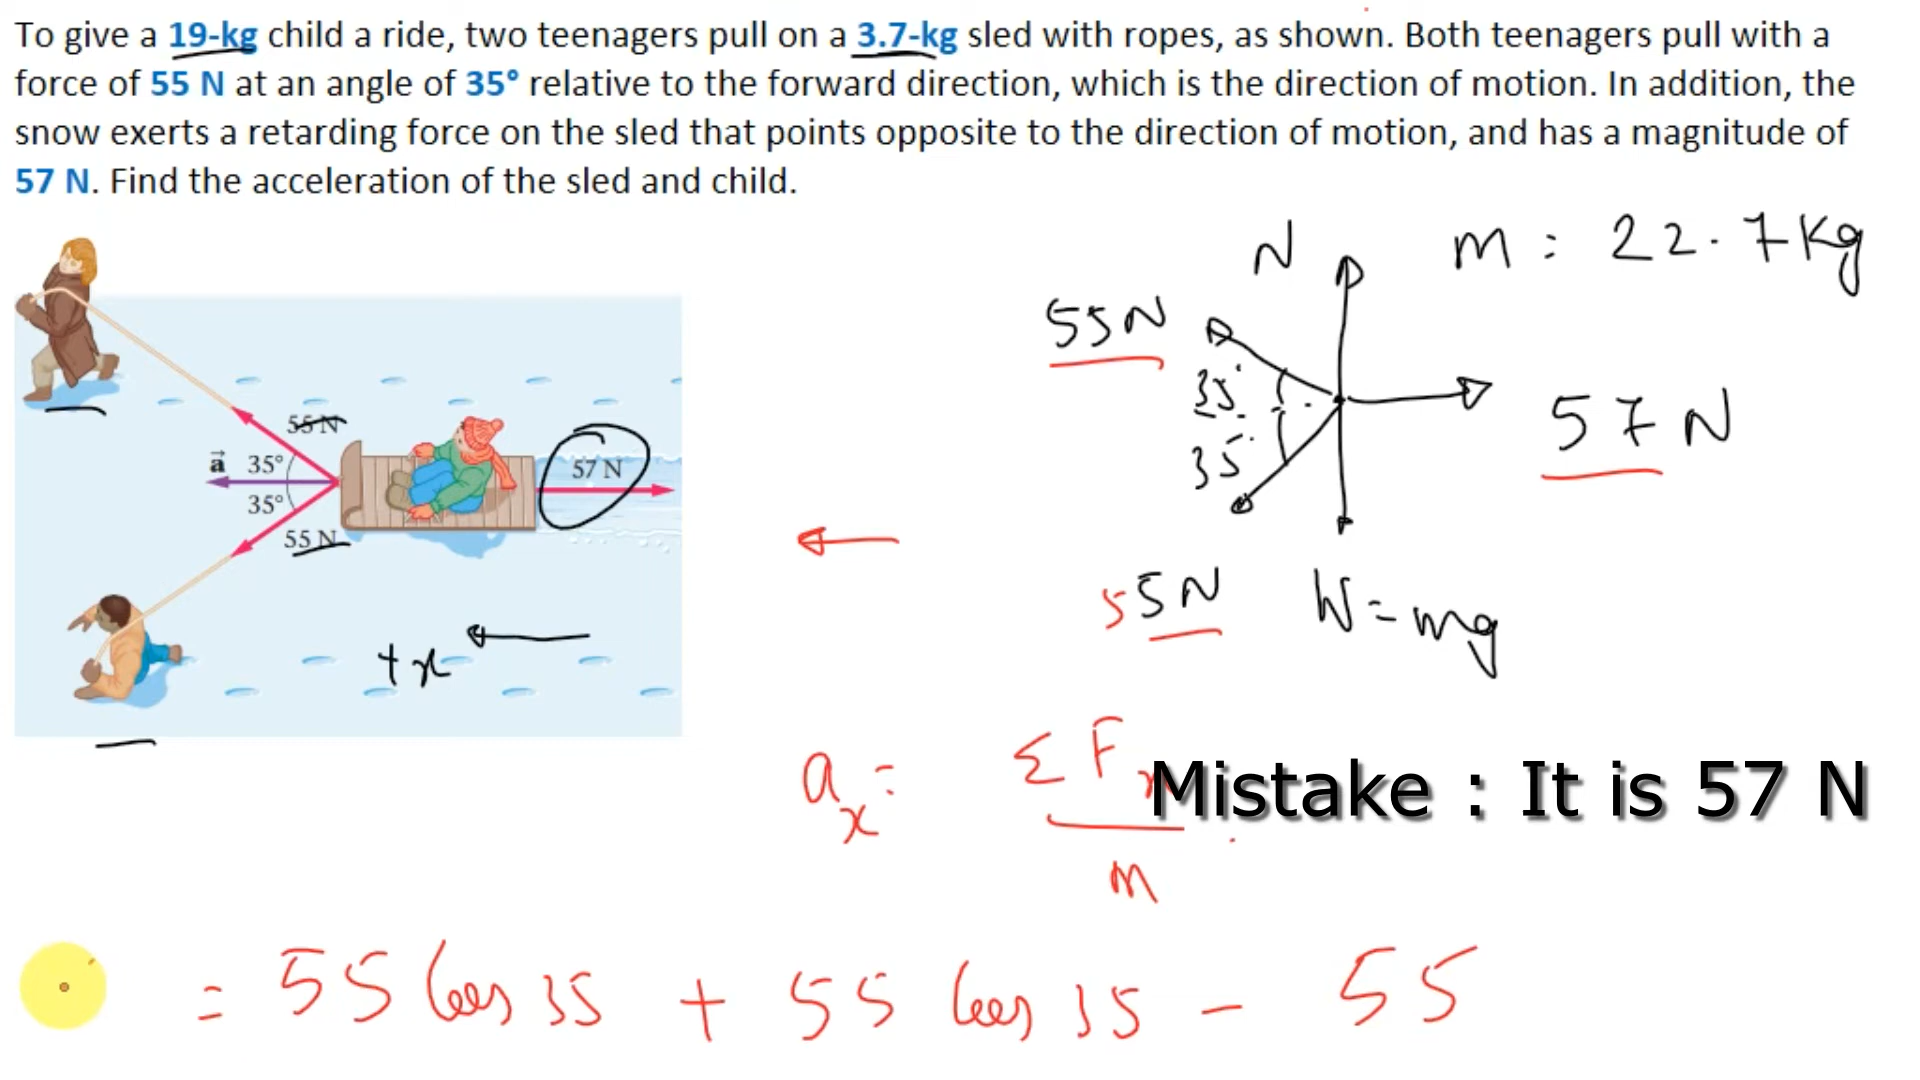 To give a 19-kg child a ride, two teenagers pull on a 3.7-kg sled with ropes, as shown. Both teenagers pull with a
force of 55 N at an angle of 35° relative to the forward direction, which is the direction of motion. In addition, the
snow exerts a retarding force on the sled that points opposite to the direction of motion, and has a magnitude of
57 N. Find the acceleration of the sled and child.
N
m : 22.7 Kg
55N
35°
35°
57 N
55N
W = mg
55 N
a⃗ 35°
35°
55 N
57 N
+x
a x = Σ F x
m
Mistake : It is 57 N
= 55 Cos 35 + 55 Cos 35 - 55